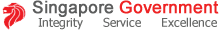 Singapore Government
Integrity Service Excellence